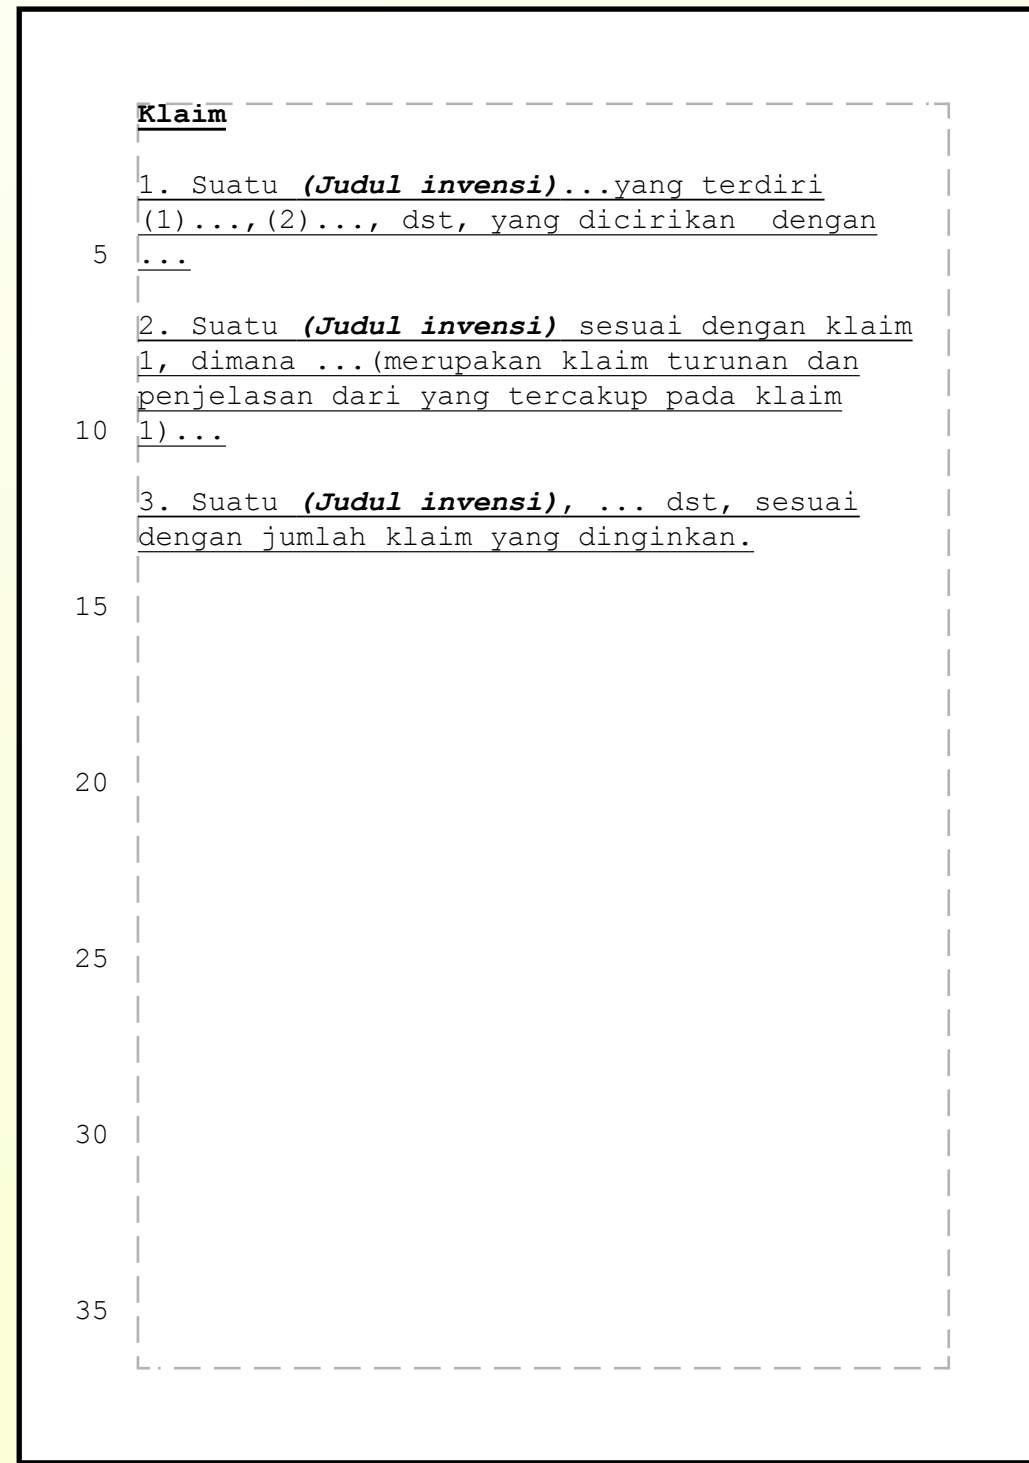 Klaim
1. Suatu (Judul invensi)...yang terdiri
(1)...,(2)..., dst, yang dicirikan  dengan
5 ...
2. Suatu (Judul invensi) sesuai dengan klaim
1, dimana ...(merupakan klaim turunan dan
penjelasan dari yang tercakup pada klaim
10 1)...
3. Suatu (Judul invensi), ... dst, sesuai
dengan jumlah klaim yang dinginkan.
15
20
25
30
35